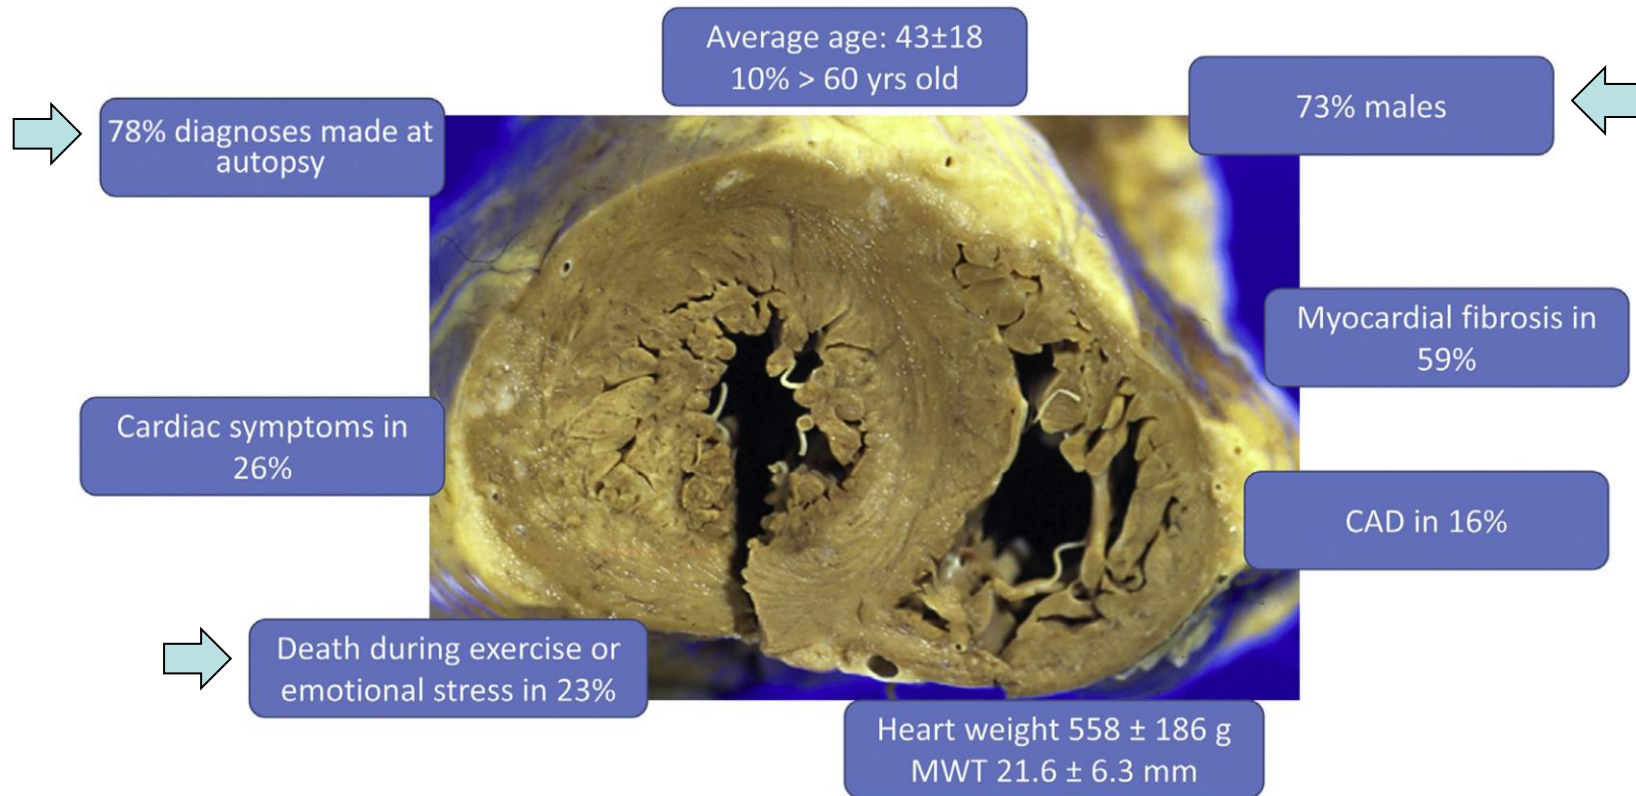 Average age: 43±18
10% > 60 yrs old
73% males
78% diagnoses made at
autopsy
Myocardial fibrosis in
59%
Cardiac symptoms in
26%
CAD in 16%
Death during exercise or
emotional stress in 23%
Heart weight 558 ± 186 g
MWT 21.6 ± 6.3 mm